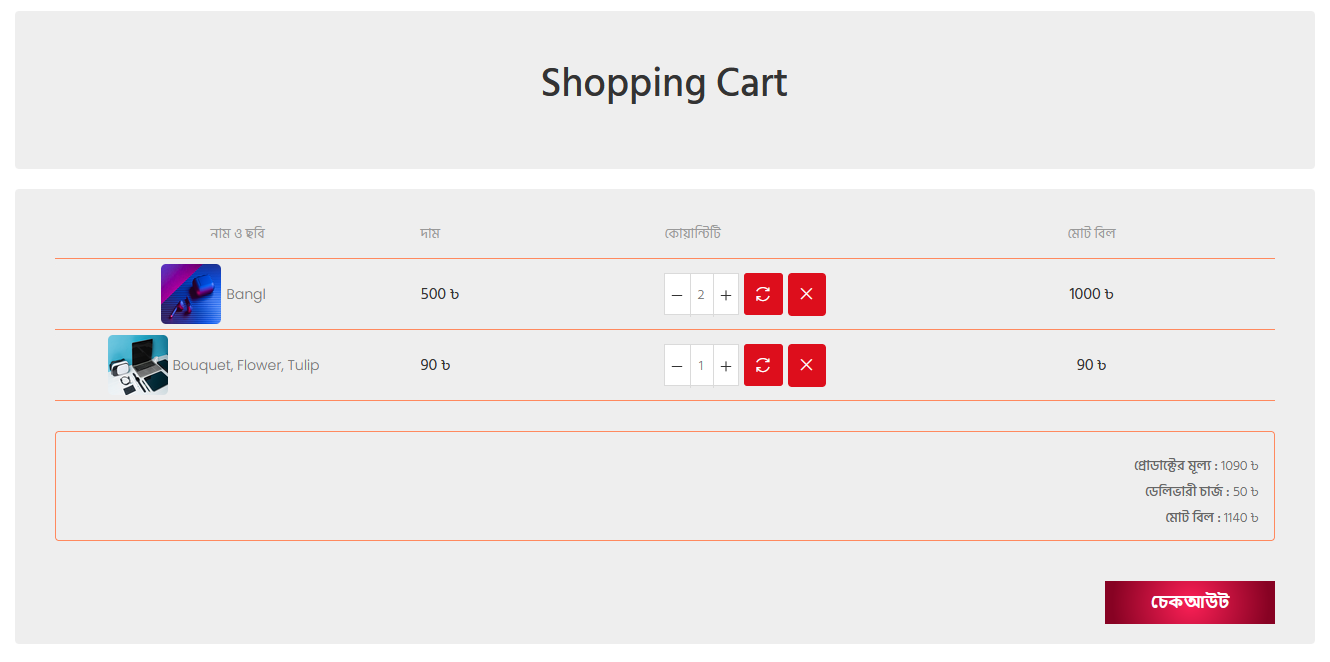 Shopping Cart
নাম ও ছবি দাম কোয়ান্টিটি মোট বিল
Bangl 500 ৳ − 2 + 1000 ৳
Bouquet, Flower, Tulip 90 ৳ − 1 + 90 ৳
প্রোডাক্টের মূল্য : 1090 ৳
ডেলিভারী চার্জ : 50 ৳
মোট বিল : 1140 ৳
চেকআউট